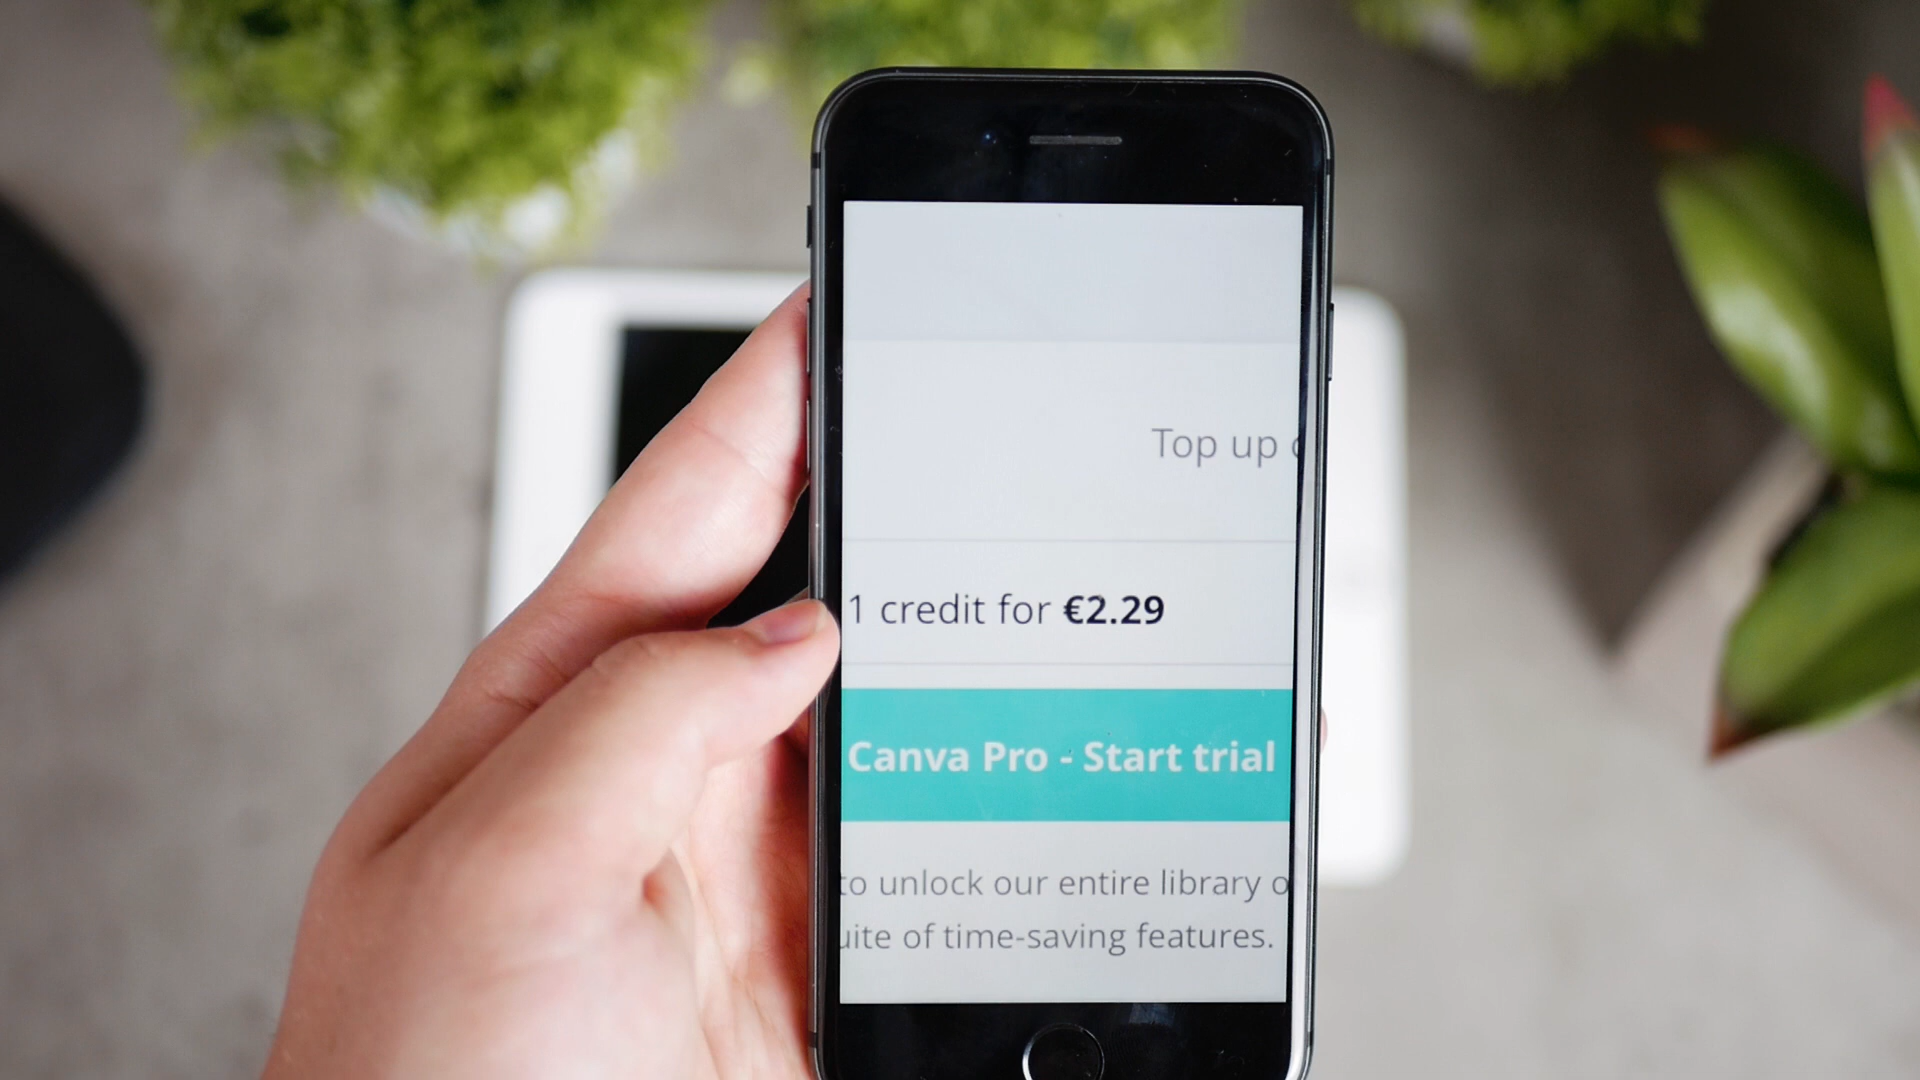 Top up
1 credit for €2.29
Canva Pro - Start trial
to unlock our entire library
of time-saving features.